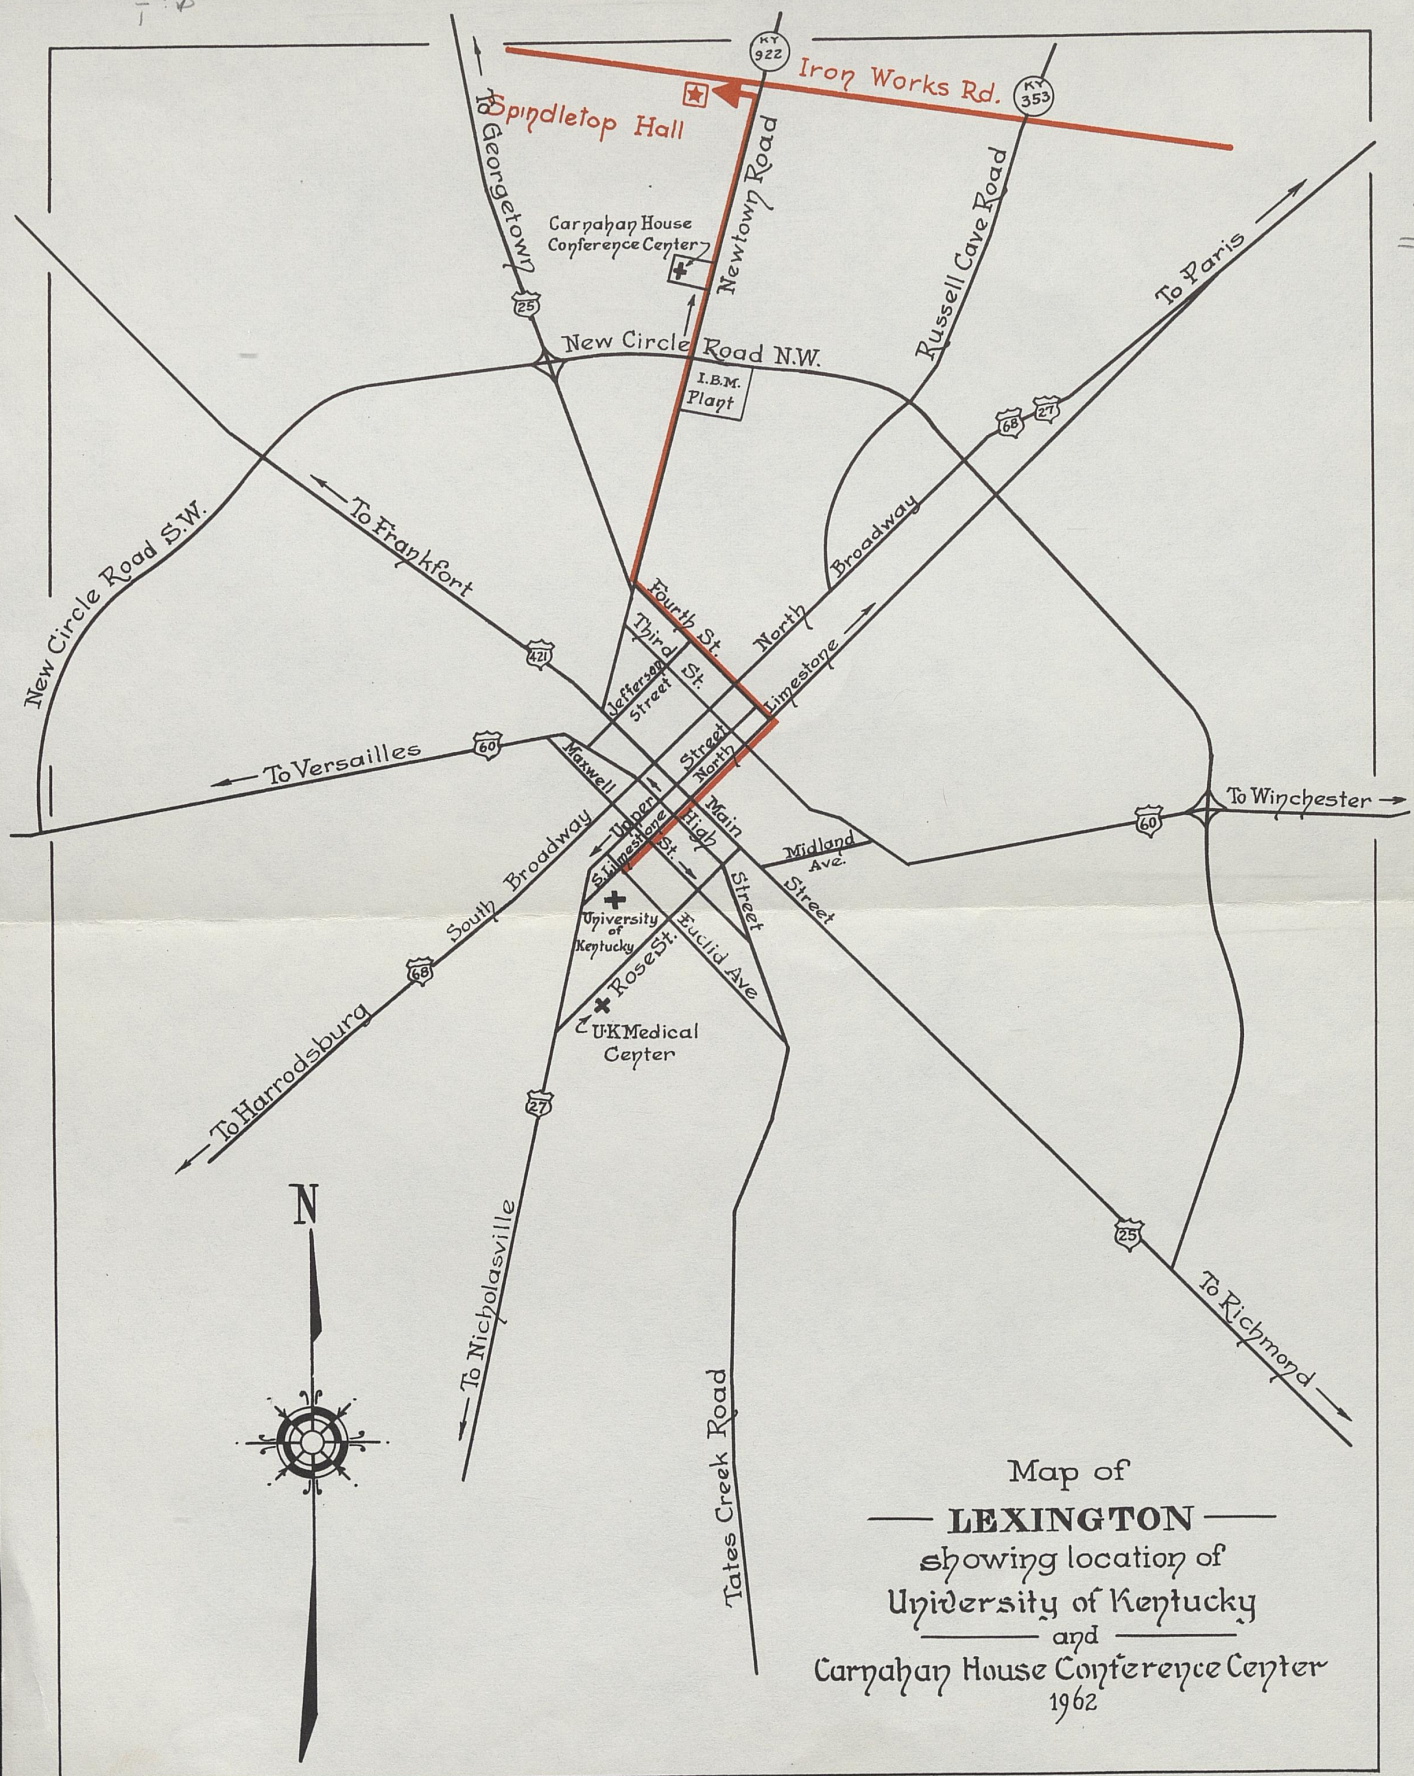 KY
922
Iron Works Rd.
KY
353
Spindletop Hall
To Georgetown
Newtown Road
Russell Cave Road
To Paris
Carnahan House
Conference Center
25
New Circle Road N.W.
I.B.M.
Plant
68
27
New Circle Road S.W.
To Frankfort
421
North Broadway
Fourth St.
Third St.
Jefferson
Street
Limestone
North
Upper Street
To Versailles
60
Maxwell St.
High Street
Main Street
S. Limestone
Midland
Ave.
60
To Winchester
South Broadway
68
To Harrodsburg
University
of
Kentucky
Rose St.
Euclid Ave
U·K Medical
Center
27
To Nicholasville
Tates Creek Road
25
To Richmond
N
Map of
LEXINGTON
showing location of
University of Kentucky
and
Carnahan House Conference Center
1962